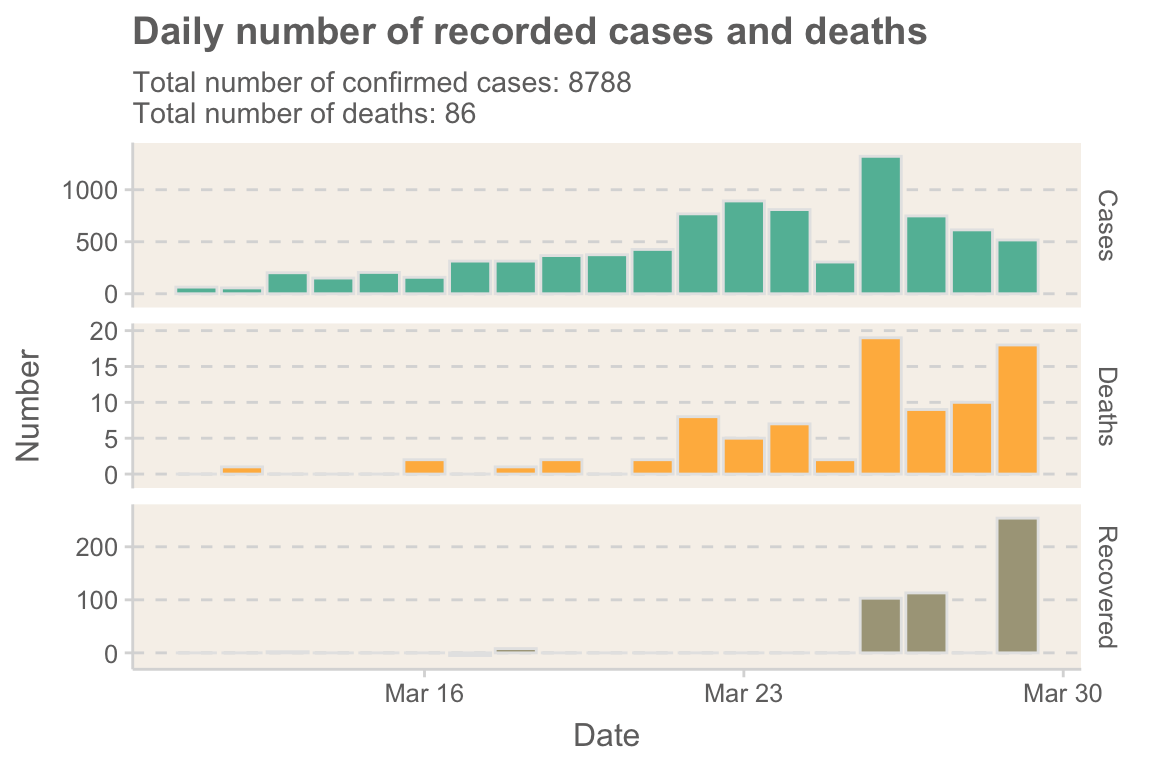 Daily number of recorded cases and deaths
Total number of confirmed cases: 8788
Total number of deaths: 86
1000
500
0
Cases
Number
20
15
10
5
0
Deaths
200
100
0
Recovered
Mar 16 Mar 23 Mar 30
Date